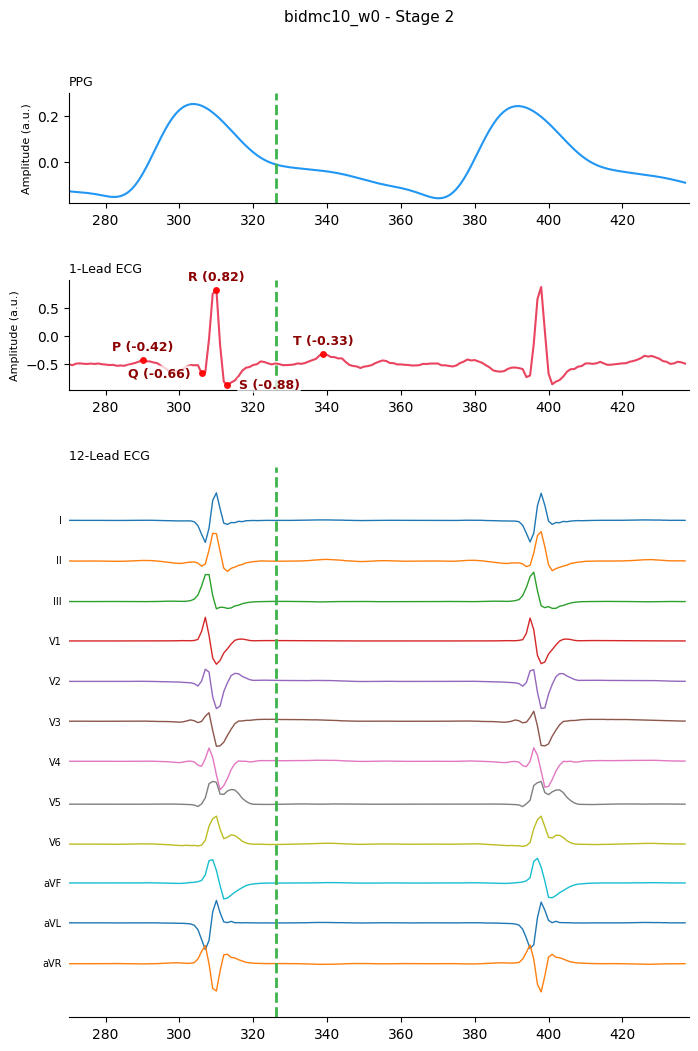 bidmc10_w0 - Stage 2
PPG
Amplitude (a.u.)
0.2
0.0
280 300 320 340 360 380 400 420
1-Lead ECG
Amplitude (a.u.)
0.5
0.0
−0.5
R (0.82)
P (-0.42)
T (-0.33)
Q (-0.66)
S (-0.88)
280 300 320 340 360 380 400 420
12-Lead ECG
I
II
III
V1
V2
V3
V4
V5
V6
aVF
aVL
aVR
280 300 320 340 360 380 400 420